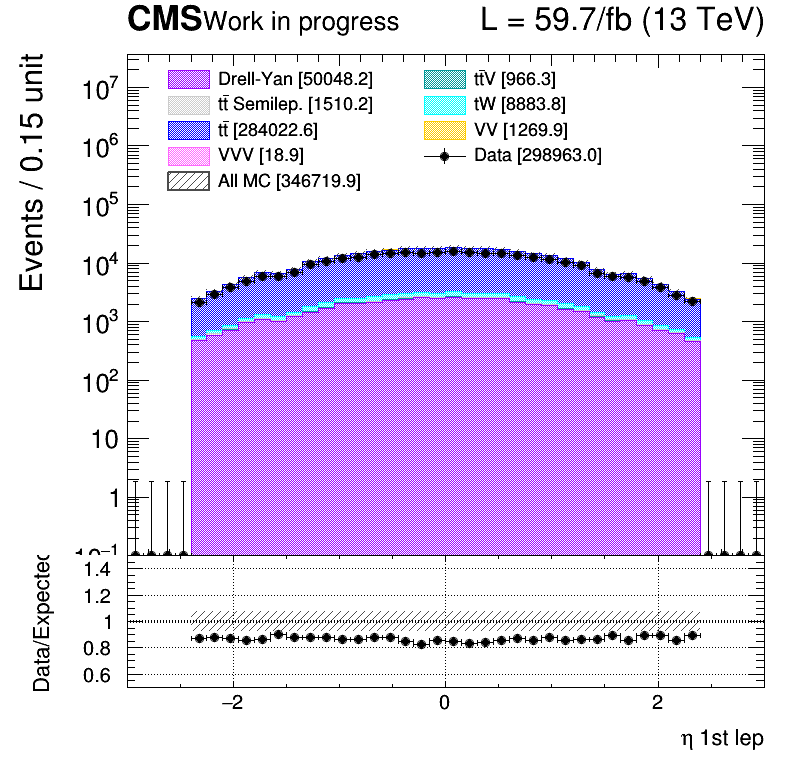 CMS Work in progress L = 59.7/fb (13 TeV)
Events / 0.15 unit
Drell-Yan [50048.2] tt̄V [966.3]
tt̄ Semilep. [1510.2] tW [8883.8]
tt̄ [284022.6] VV [1269.9]
VVV [18.9] Data [298963.0]
All MC [346719.9]
10⁷
10⁶
10⁵
10⁴
10³
10²
10
1
Data/Expected
1.4
1.2
1
0.8
0.6
−2 0 2
η 1st lep